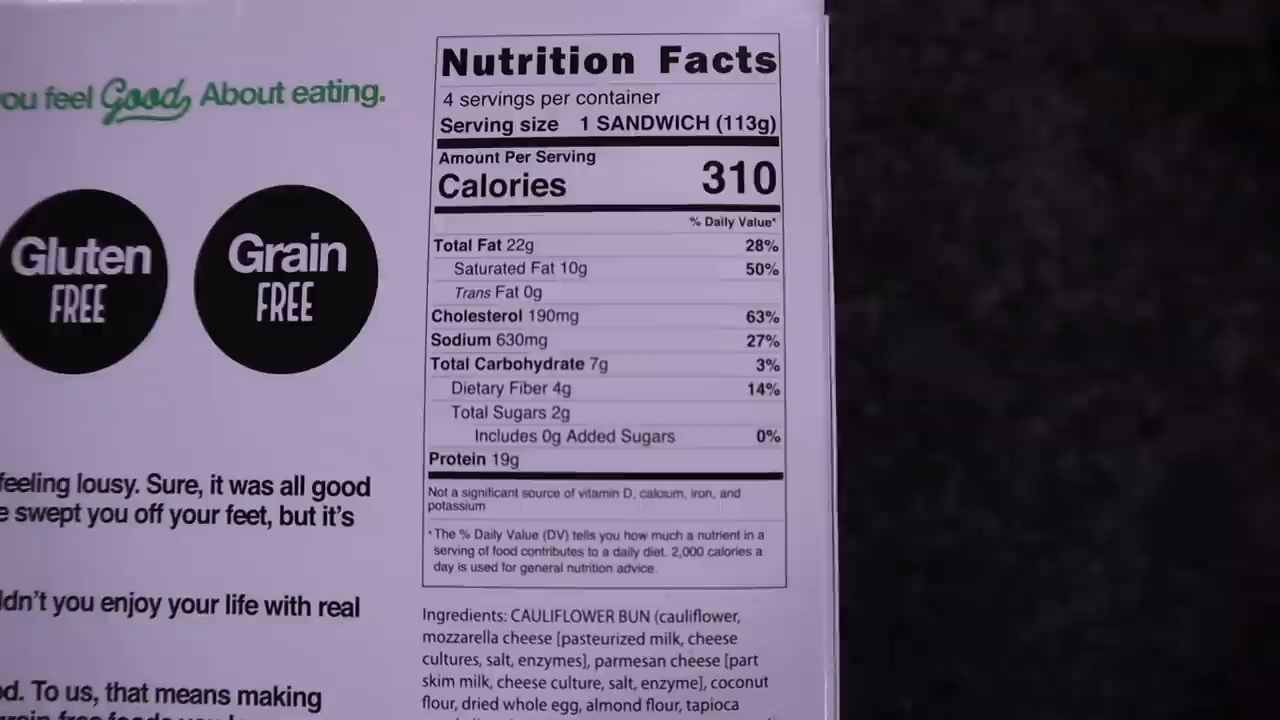 you feel Good, About eating.
Gluten
FREE
Grain
FREE
feeling lousy. Sure, it was all good
swept you off your feet, but it's
you enjoy your life with real
To us, that means making
Nutrition Facts
4 servings per container
Serving size 1 SANDWICH (113g)
Amount Per Serving
Calories 310
% Daily Value*
Total Fat 22g 28%
Saturated Fat 10g 50%
Trans Fat 0g
Cholesterol 190mg 63%
Sodium 630mg 27%
Total Carbohydrate 7g 3%
Dietary Fiber 4g 14%
Total Sugars 2g
Includes 0g Added Sugars 0%
Protein 19g
Not a significant source of vitamin D, calcium, iron, and
potassium
*The % Daily Value (DV) tells you how much a nutrient in a
serving of food contributes to a daily diet. 2,000 calories a
day is used for general nutrition advice.
Ingredients: CAULIFLOWER BUN (cauliflower,
mozzarella cheese [pasteurized milk, cheese
cultures, salt, enzymes], parmesan cheese [part
skim milk, cheese culture, salt, enzyme], coconut
flour, dried whole egg, almond flour, tapioca